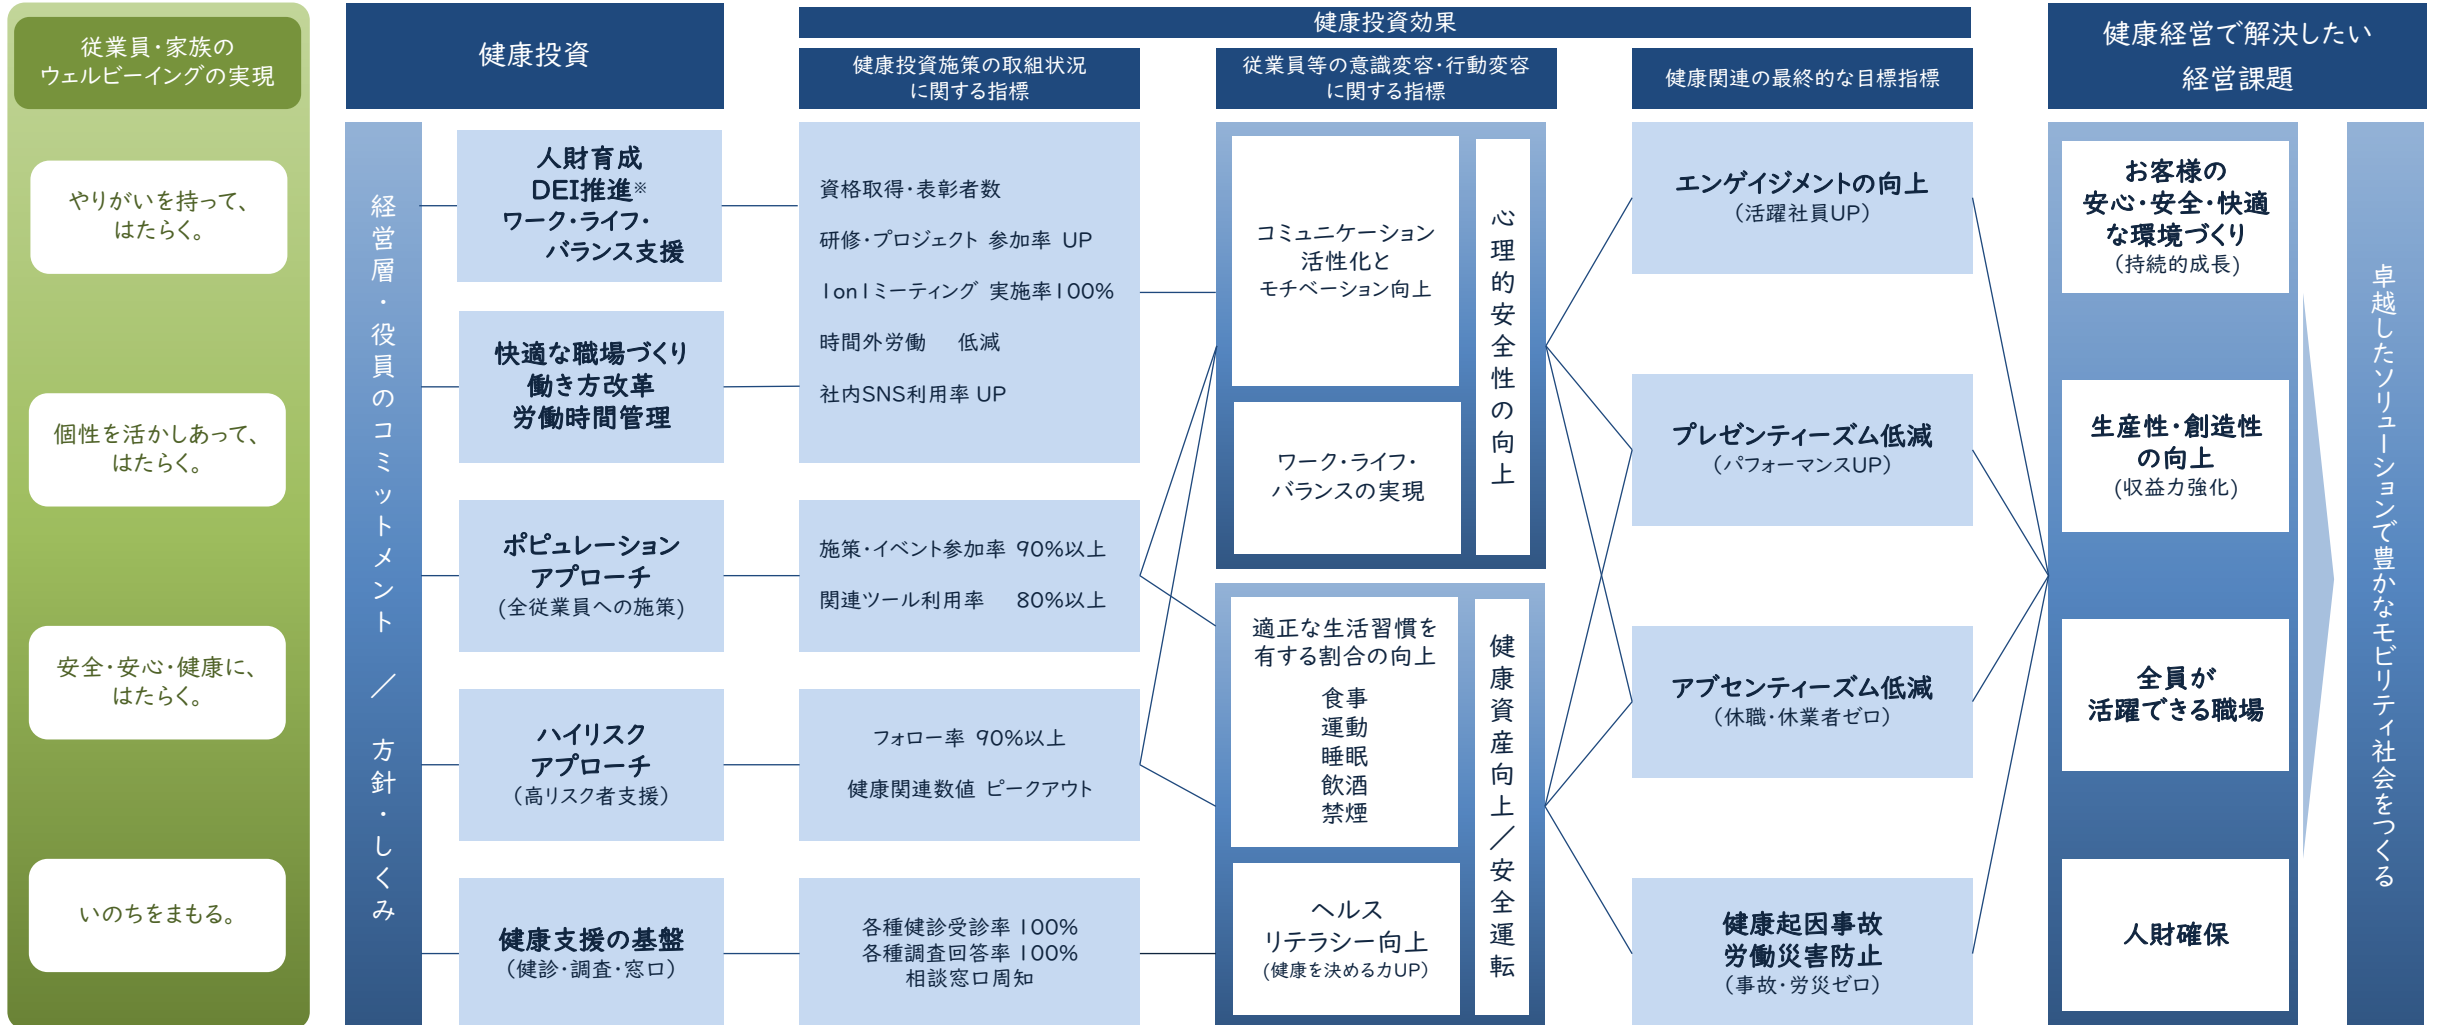 従業員・家族の
ウェルビーイングの実現
やりがいを持って、
はたらく。
個性を活かしあって、
はたらく。
安全・安心・健康に、
はたらく。
いのちをまもる。
健康投資
経営層・役員のコミットメント ／ 方針・しくみ
人財育成
DEI推進※
ワーク・ライフ・
バランス支援
快適な職場づくり
働き方改革
労働時間管理
ポピュレーション
アプローチ
(全従業員への施策)
ハイリスク
アプローチ
（高リスク者支援）
健康支援の基盤
（健診・調査・窓口）
健康投資効果
健康投資施策の取組状況
に関する指標
資格取得・表彰者数
研修・プロジェクト 参加率 UP
1on1ミーティング 実施率100%
時間外労働 低減
社内SNS利用率 UP
施策・イベント参加率 90%以上
関連ツール利用率 80%以上
フォロー率 90%以上
健康関連数値 ピークアウト
各種健診受診率 100%
各種調査回答率 100%
相談窓口周知
従業員等の意識変容・行動変容
に関する指標
コミュニケーション
活性化と
モチベーション向上
ワーク・ライフ・
バランスの実現
心理的安全性の向上
適正な生活習慣を
有する割合の向上
食事
運動
睡眠
飲酒
禁煙
ヘルス
リテラシー向上
(健康を決める力UP)
健康資産向上／安全運転
健康関連の最終的な目標指標
エンゲイジメントの向上
（活躍社員UP）
プレゼンティーズム低減
（パフォーマンスUP）
アブセンティーズム低減
（休職・休業者ゼロ）
健康起因事故
労働災害防止
（事故・労災ゼロ）
健康経営で解決したい
経営課題
お客様の
安心・安全・快適
な環境づくり
（持続的成長)
生産性・創造性
の向上
(収益力強化)
全員が
活躍できる職場
人財確保
卓越したソリューションで豊かなモビリティ社会をつくる